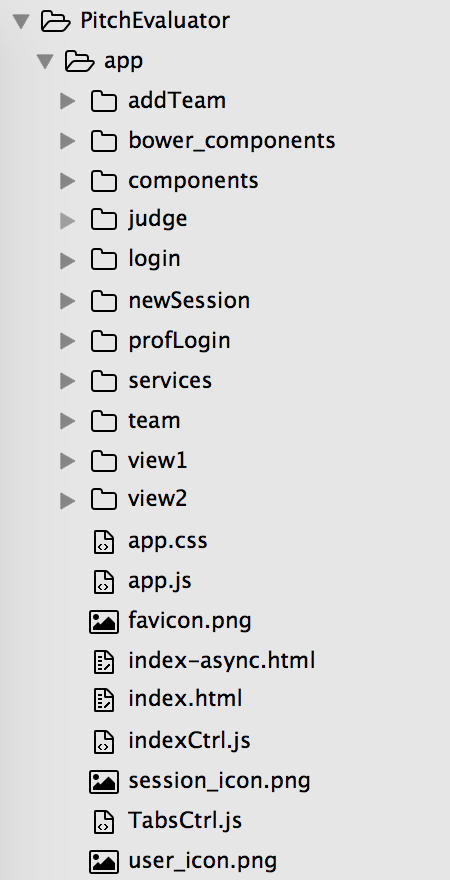 PitchEvaluator
app
addTeam
bower_components
components
judge
login
newSession
profLogin
services
team
view1
view2
app.css
app.js
favicon.png
index-async.html
index.html
indexCtrl.js
session_icon.png
TabsCtrl.js
user_icon.png